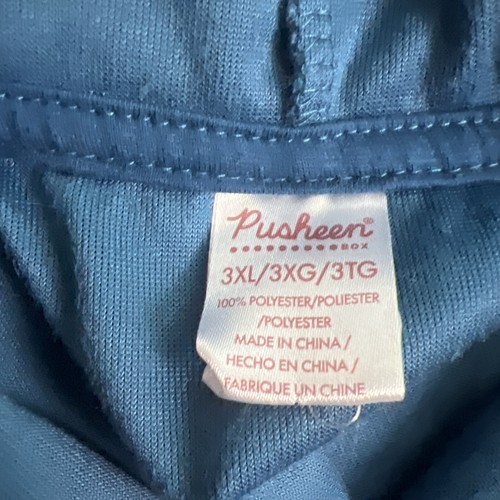 Pusheen®
BOX
3XL/3XG/3TG
100% POLYESTER/POLIESTER
/POLYESTER
MADE IN CHINA/
HECHO EN CHINA/
FABRIQUE UN CHINE